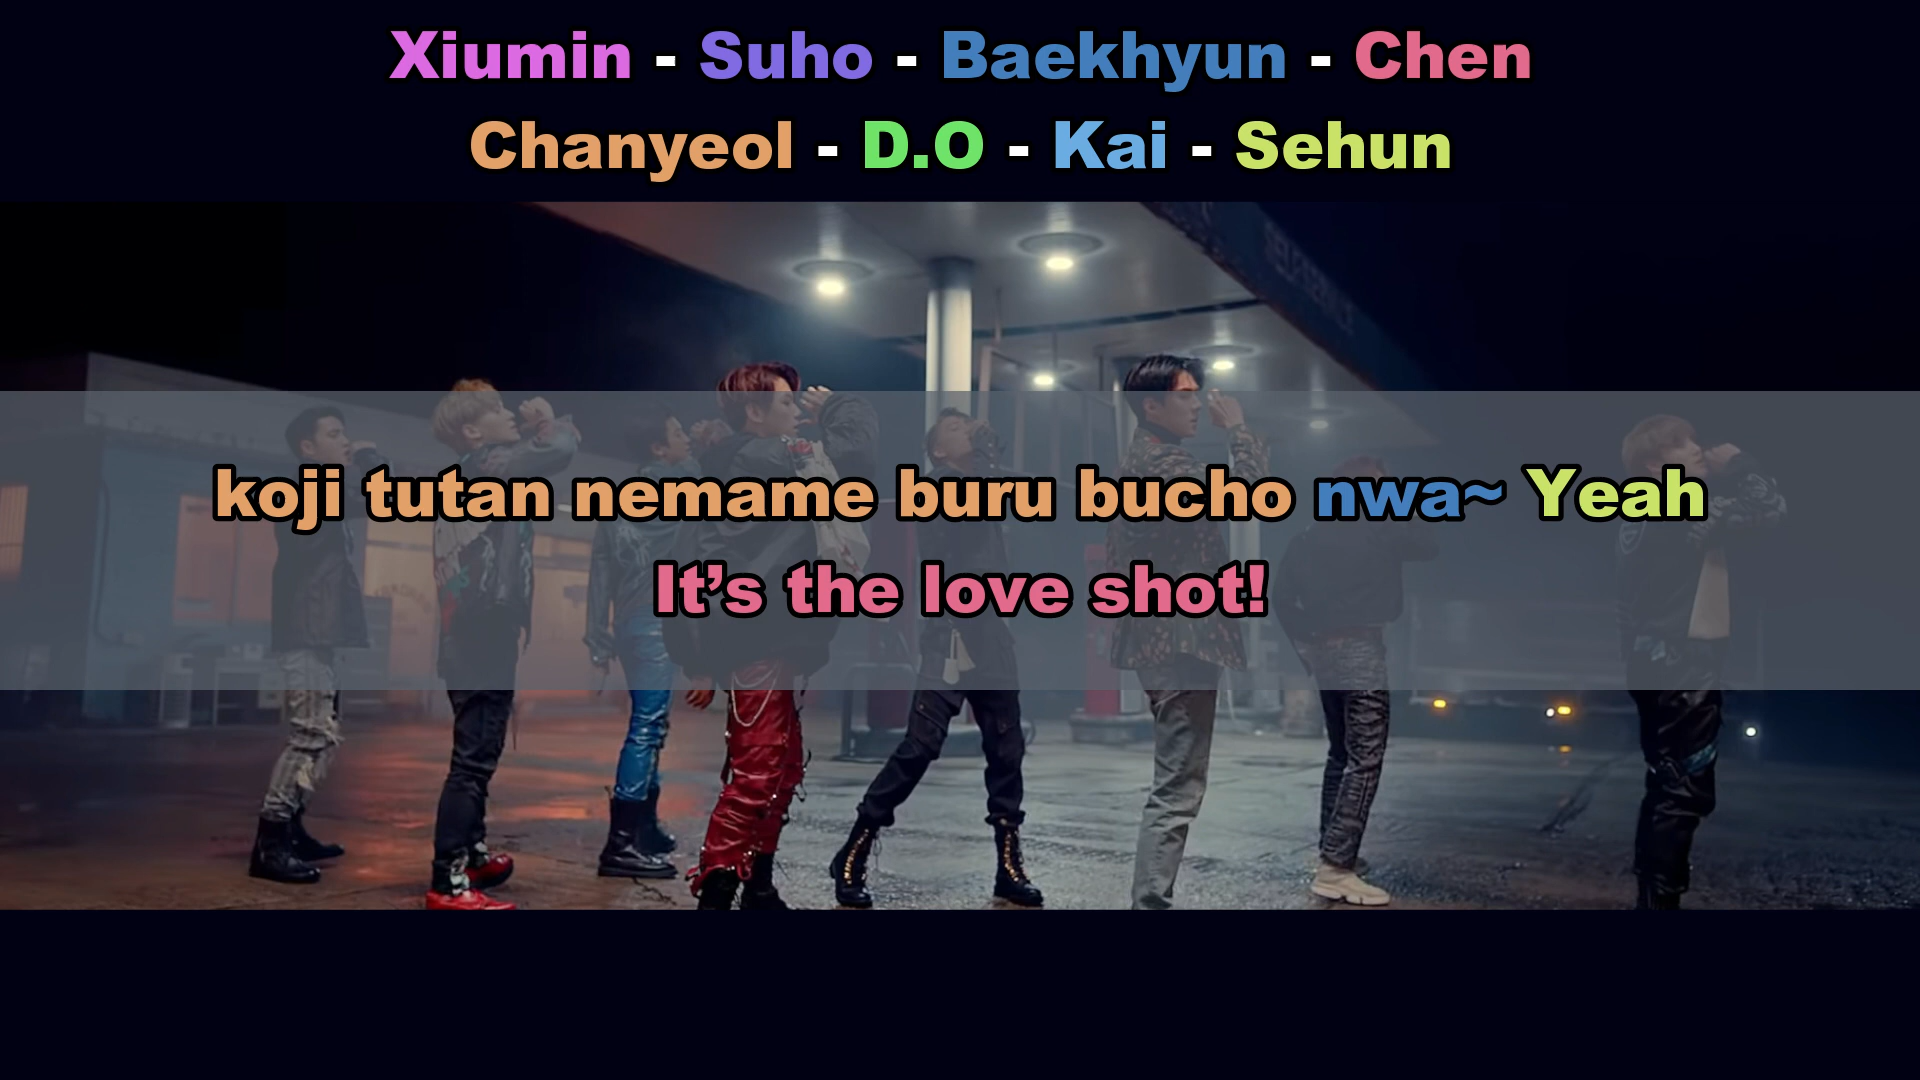 Xiumin - Suho - Baekhyun - Chen
Chanyeol - D.O - Kai - Sehun
koji tutan nemame buru bucho nwa~ Yeah
It’s the love shot!